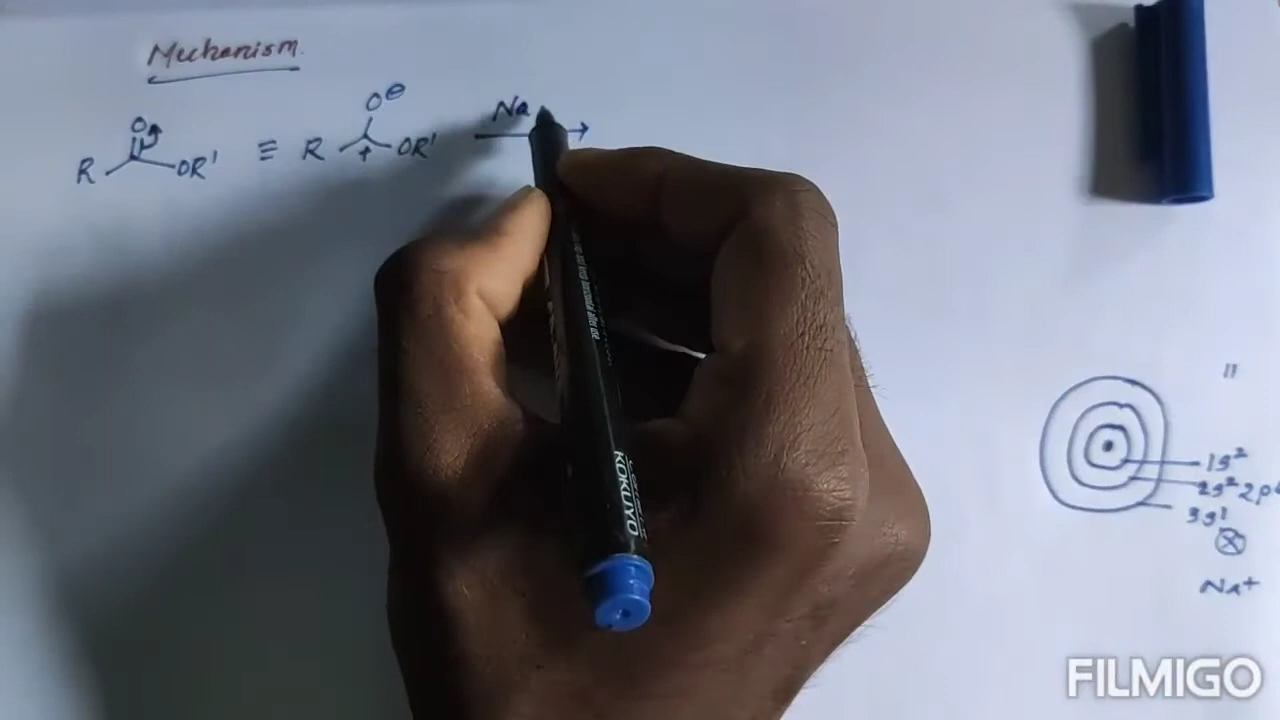 Mechanism.
O O⊖ Na
R OR' ≡ R + OR'
11
1s²
2s² 2p
3s¹
Na+
KOKUYO
FILMIGO